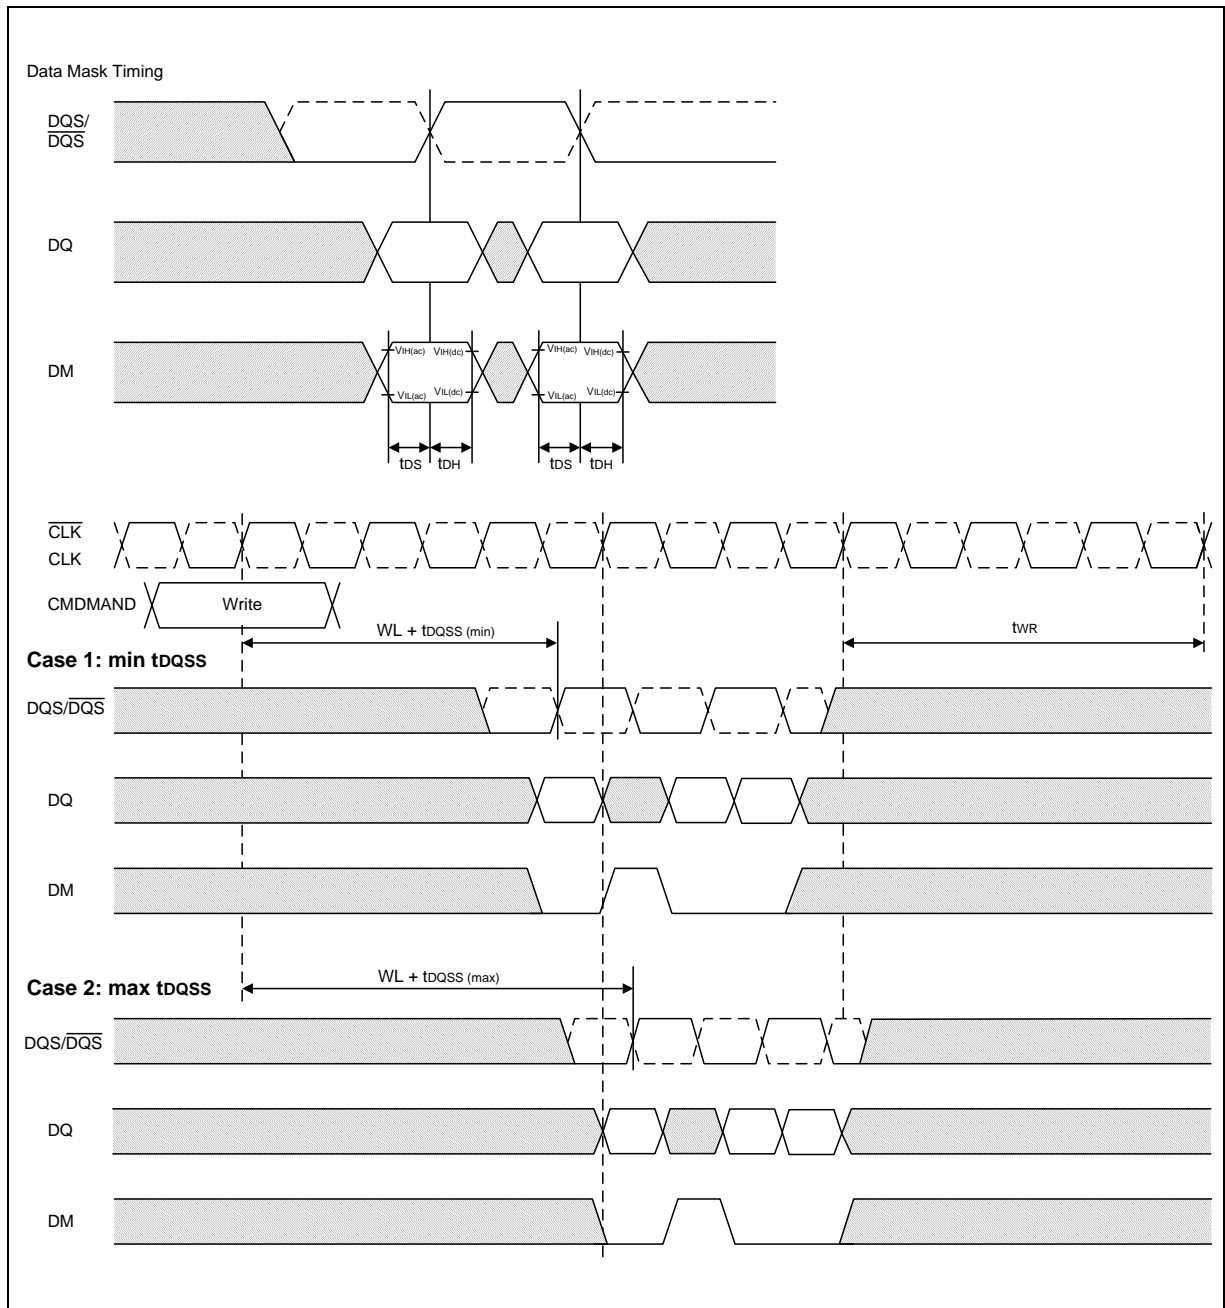 Data Mask Timing
DQS/
DQS
DQ
DM
VIH(ac) VIH(dc) VIH(ac) VIH(dc)
VIL(ac) VIL(dc) VIL(ac) VIL(dc)
tDS tDH tDS tDH
CLK
CLK
CMDMAND Write
WL + tDQSS (min) tWR
Case 1: min tDQSS
DQS/DQS
DQ
DM
WL + tDQSS (max)
Case 2: max tDQSS
DQS/DQS
DQ
DM